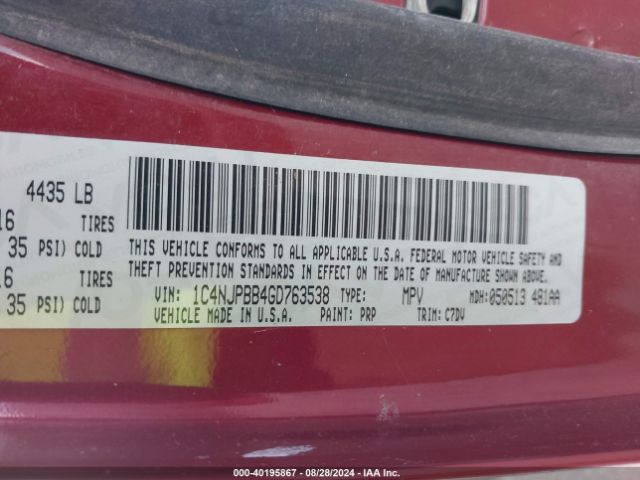 4435 LB
16 TIRES
35 PSI) COLD
6 TIRES
35 PSI) COLD
THIS VEHICLE CONFORMS TO ALL APPLICABLE U.S.A. FEDERAL MOTOR VEHICLE SAFETY AND
THEFT PREVENTION STANDARDS IN EFFECT ON THE DATE OF MANUFACTURE SHOWN ABOVE.
VIN: 1C4NJPBB4GD763538 TYPE: MPV MDH: 050513 481AA
VEHICLE MADE IN U.S.A. PAINT: PRP TRIM: C7DV
000-40195867 - 08/28/2024 - IAA Inc.